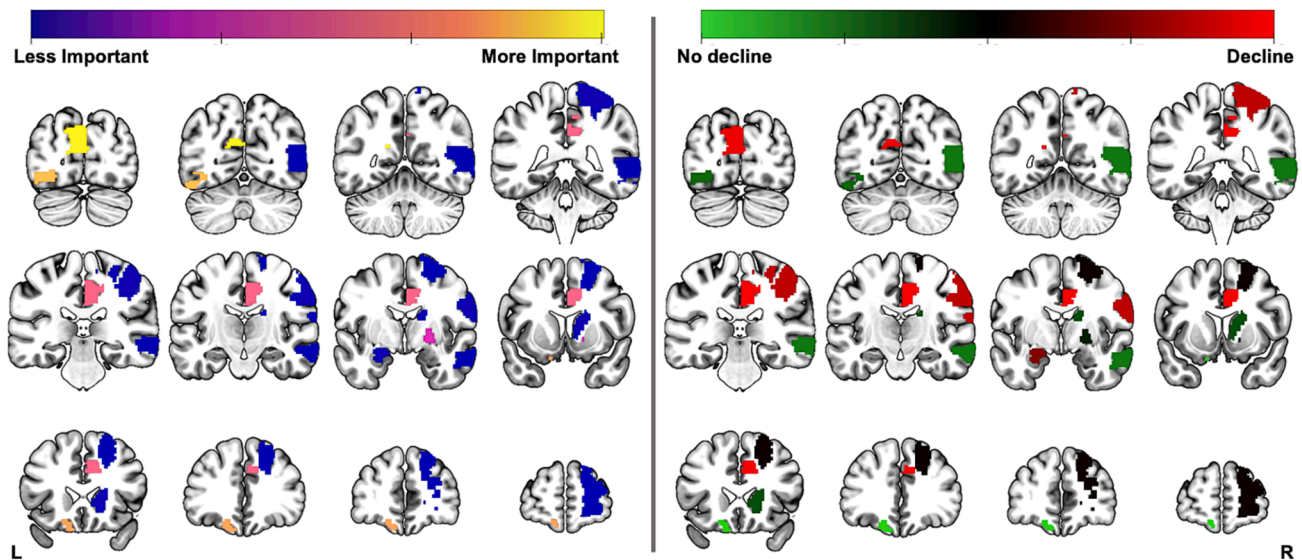 Less Important
More Important
No decline
Decline
L
R